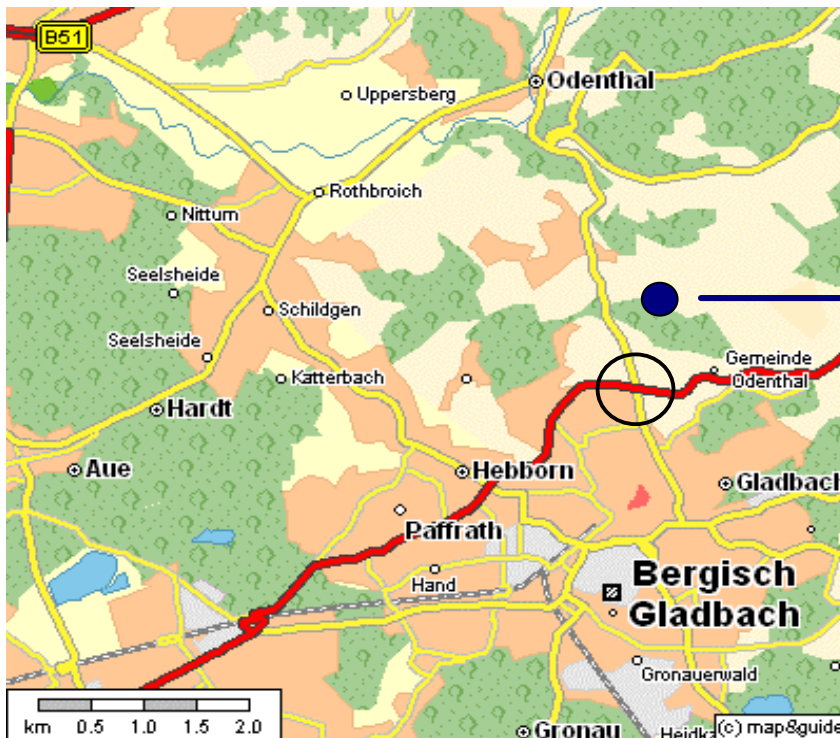 B51
Odenthal
Uppersberg
Rothbroich
Nittum
Seelsheide
Schildgen
Seelsheide
Gemeinde
Odenthal
Katterbach
Hardt
Aue
Hebborn
Gladbach
Paffrath
Hand
Bergisch
Gladbach
Gronauerwald
Gronau
km 0.5 1.0 1.5 2.0
(c) map&guide